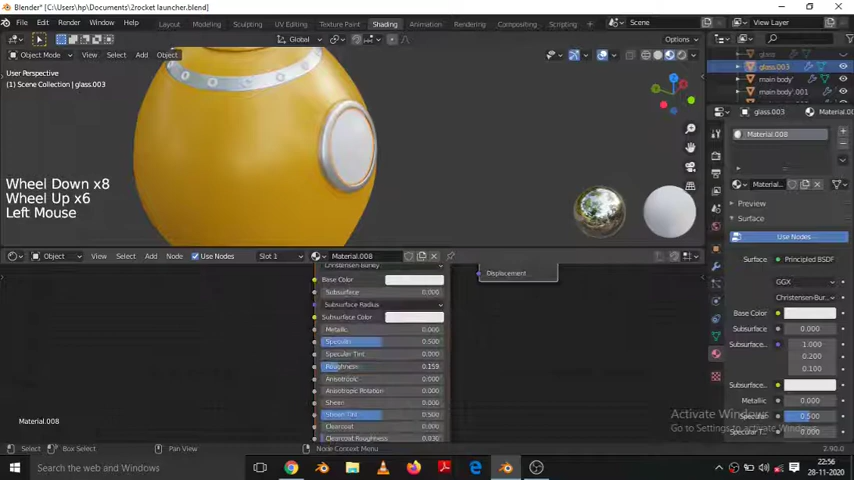 Blender* [C:\Users\hp\Documents\2rocket launcher.blend]
File Edit Render Window Help Layout Modeling Sculpting UV Editing Texture Paint Shading Animation Rendering Compositing Scripting Scene View Layer
Global Options
Object Mode View Select Add Object
User Perspective
(1) Scene Collection | glass.003
Wheel Down x8
Wheel Up x6
Left Mouse
glass
glass.003
main body'
main body'.001
glass.003 Material.00
Material.008
Materia...
Preview
Surface
Use Nodes
Surface: Principled BSDF
GGX
Christensen-Bur...
Base Color
Subsurface 0.000
Subsurface... 1.000
0.200
0.100
Subsurface..
Metallic 0.000
Specular 0.500
Specular T... 0.000
Object View Select Add Node Use Nodes Slot 1 Material.008
Christensen-Burley
Base Color
Subsurface 0.000
Subsurface Radius
Subsurface Color
Metallic 0.000
Specular 0.500
Specular Tint 0.000
Roughness 0.159
Anisotropic 0.000
Anisotropic Rotation 0.000
Sheen 0.000
Sheen Tint 0.500
Clearcoat 0.000
Clearcoat Roughness 0.030
Displacement
Material.008
Activate Windows
Go to Settings to activate Windows.
Select Box Select Pan View Node Context Menu 2.90.0
Search the web and Windows
22:56
28-11-2020